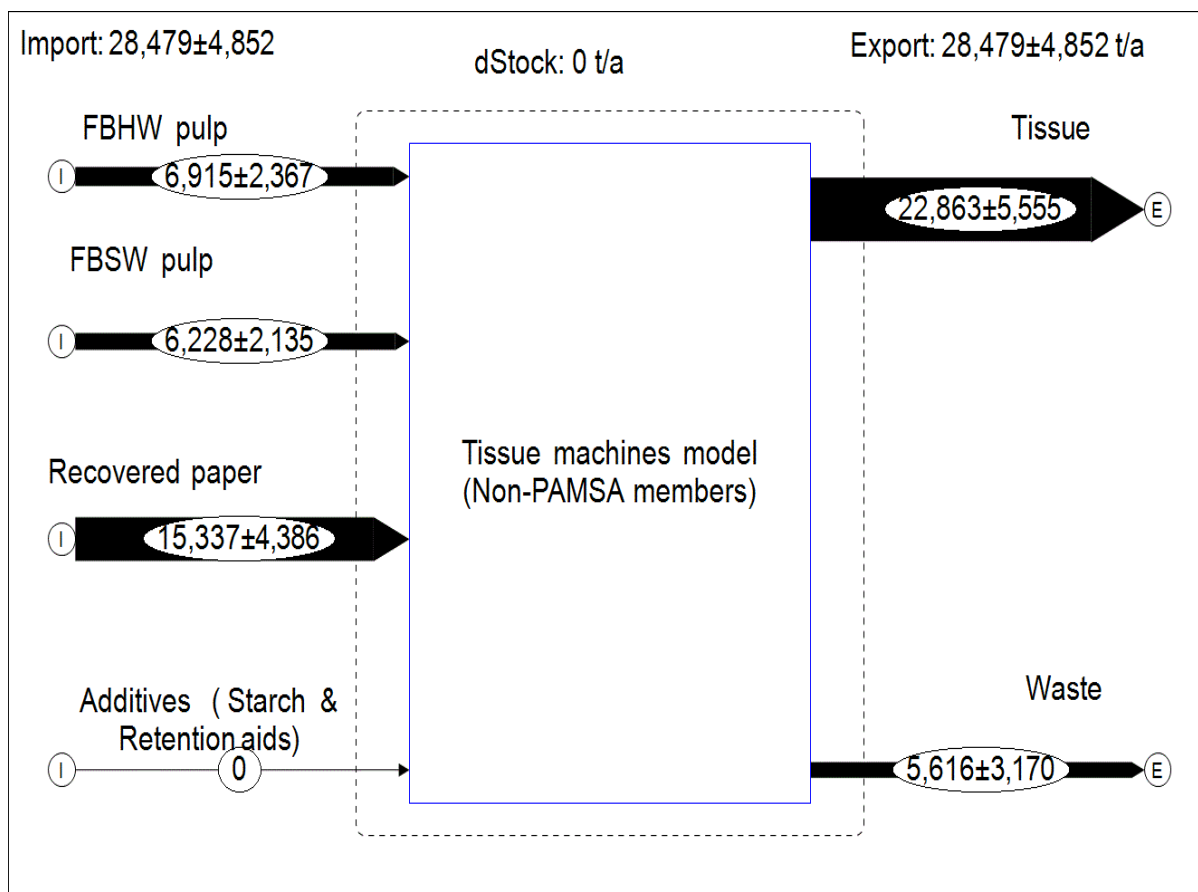 Import: 28,479±4,852
dStock: 0 t/a
Export: 28,479±4,852 t/a
FBHW pulp
I
6,915±2,367
Tissue
22,863±5,555
E
FBSW pulp
I
6,228±2,135
Recovered paper
I
15,337±4,386
Tissue machines model
(Non-PAMSA members)
Additives ( Starch &
Retention aids)
I
0
Waste
5,616±3,170
E